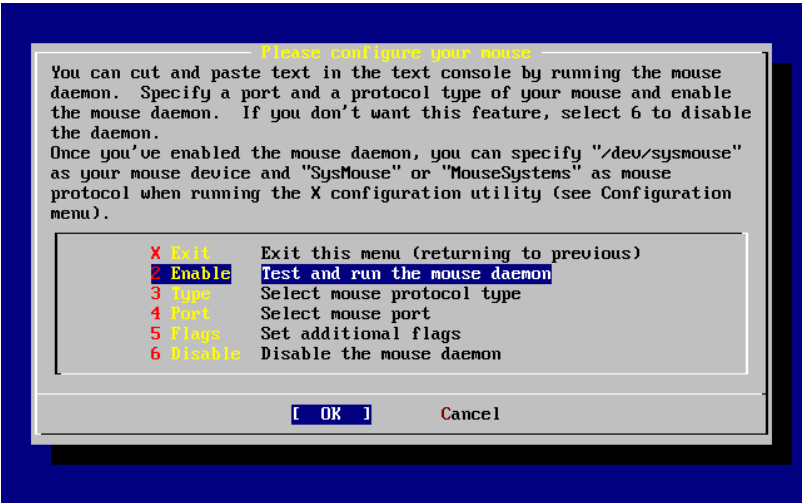 Please configure your mouse
You can cut and paste text in the text console by running the mouse
daemon.  Specify a port and a protocol type of your mouse and enable
the mouse daemon.  If you don't want this feature, select 6 to disable
the daemon.
Once you've enabled the mouse daemon, you can specify "/dev/sysmouse"
as your mouse device and "SysMouse" or "MouseSystems" as mouse
protocol when running the X configuration utility (see Configuration
menu).
X Exit     Exit this menu (returning to previous)
2 Enable   Test and run the mouse daemon
3 Type     Select mouse protocol type
4 Port     Select mouse port
5 Flags    Set additional flags
6 Disable  Disable the mouse daemon
[  OK  ]       Cancel